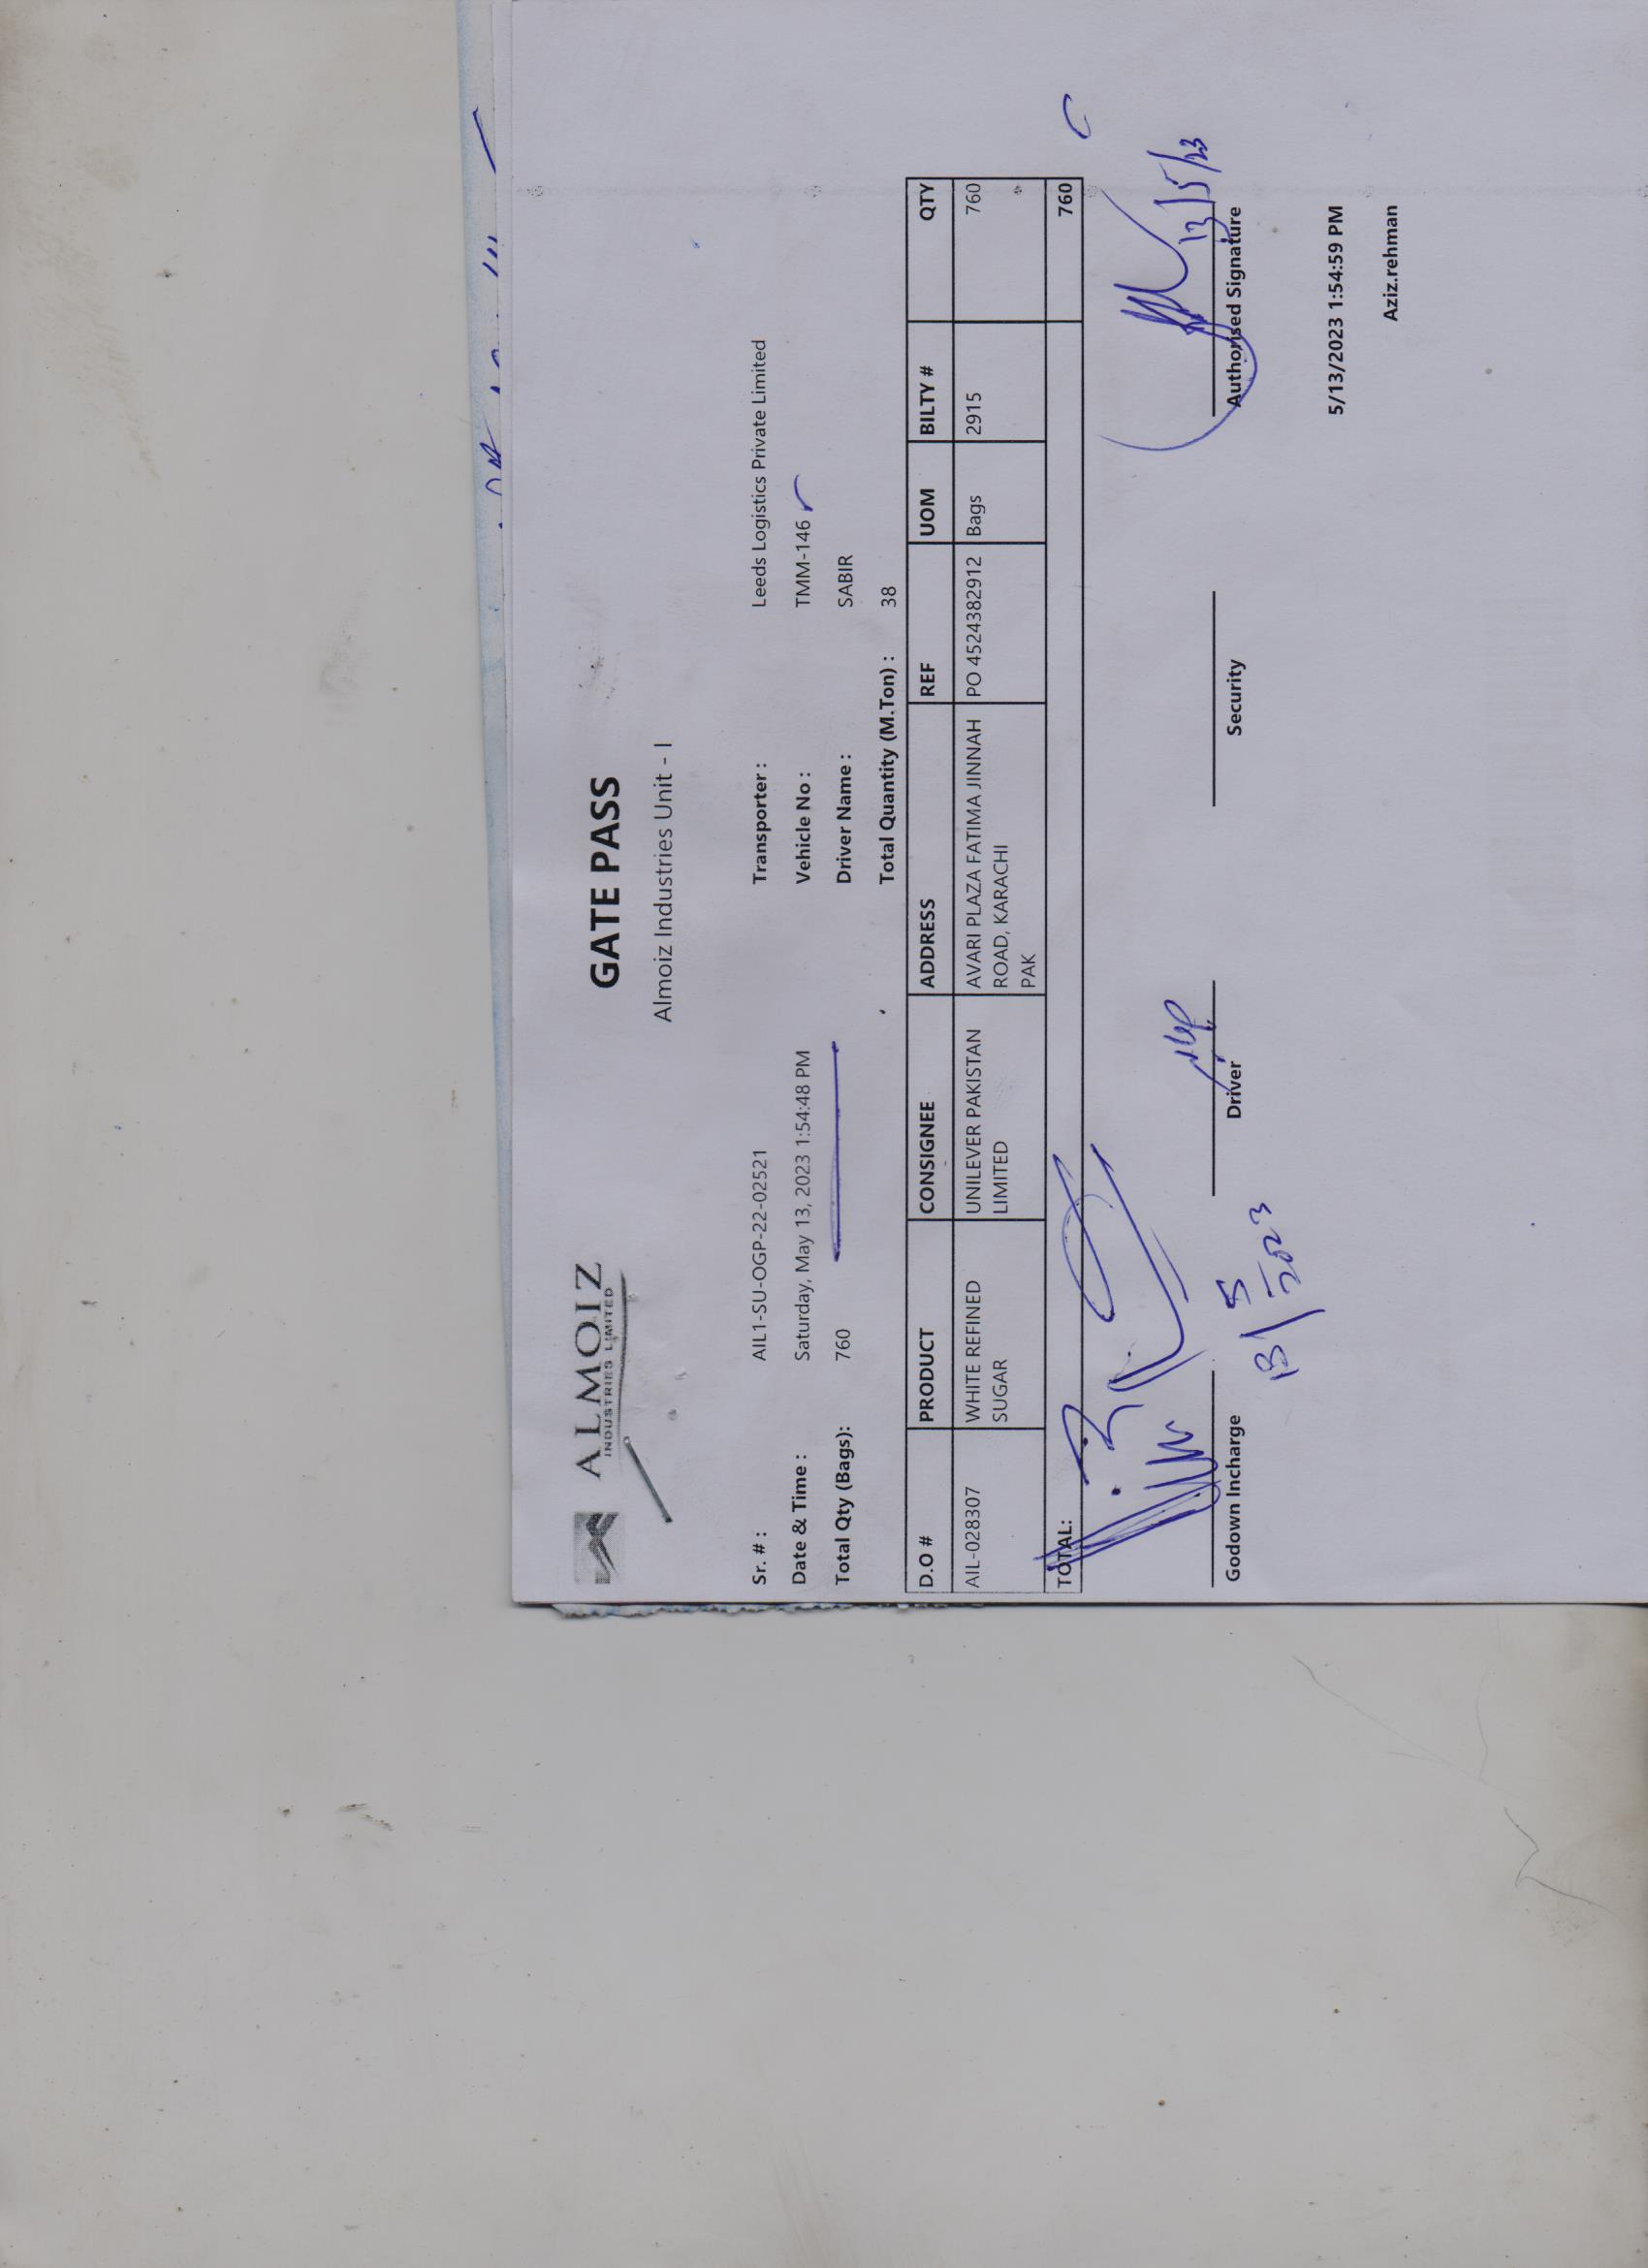 ALMOIZ
INDUSTRIES LIMITED
GATE PASS
Almoiz Industries Unit - I
Sr. # : AIL1-SU-OGP-22-02521 Transporter : Leeds Logistics Private Limited
Date & Time : Saturday, May 13, 2023 1:54:48 PM Vehicle No : TMM-146
Total Qty (Bags): 760 Driver Name : SABIR
Total Quantity (M.Ton) : 38
D.O # PRODUCT CONSIGNEE ADDRESS REF UOM BILTY # QTY
AIL-028307 WHITE REFINED UNILEVER PAKISTAN AVARI PLAZA FATIMA JINNAH PO 4524382912 Bags 2915 760
SUGAR LIMITED ROAD, KARACHI
PAK
TOTAL: 760
13/5/23
Godown Incharge Driver Security Authorised Signature
13/5
2023
5/13/2023 1:54:59 PM
Aziz.rehman